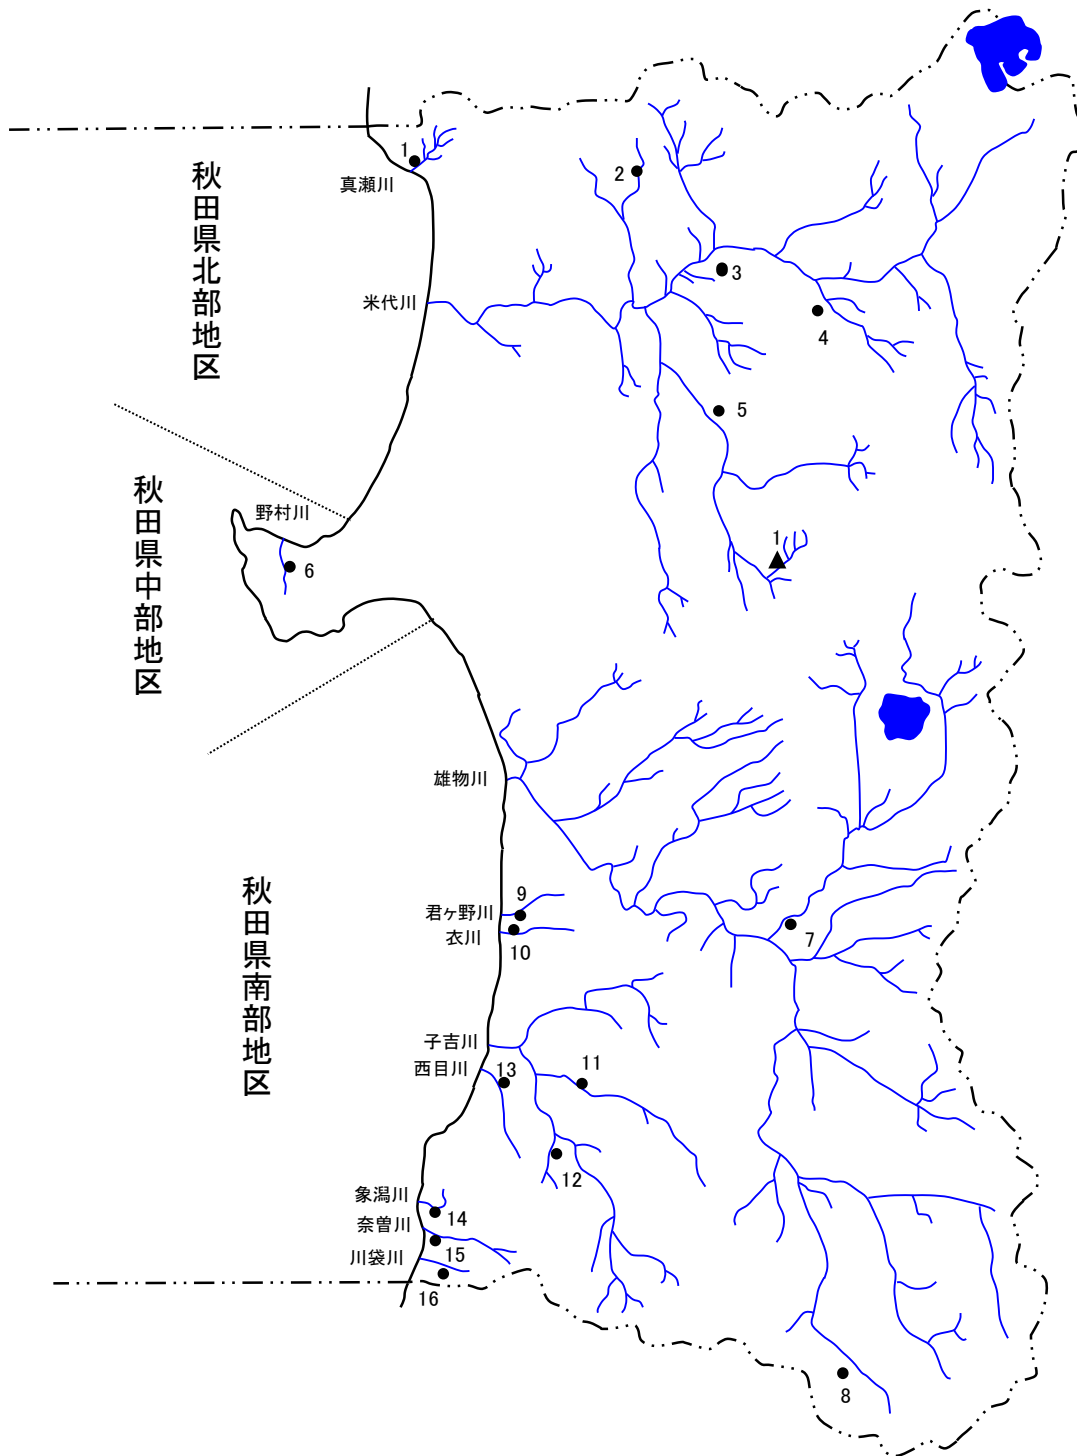 1
真瀬川
2
秋田県北部地区
3
米代川
4
5
秋田県中部地区
野村川
6
1
雄物川
秋田県南部地区
9
君ヶ野川
衣川
10
7
子吉川
西目川
13
11
12
象潟川
14
奈曽川
15
川袋川
16
8